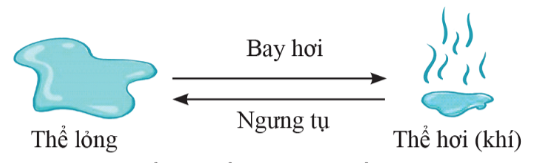 Bay hơi
Ngưng tụ
Thể lỏng
Thể hơi (khí)